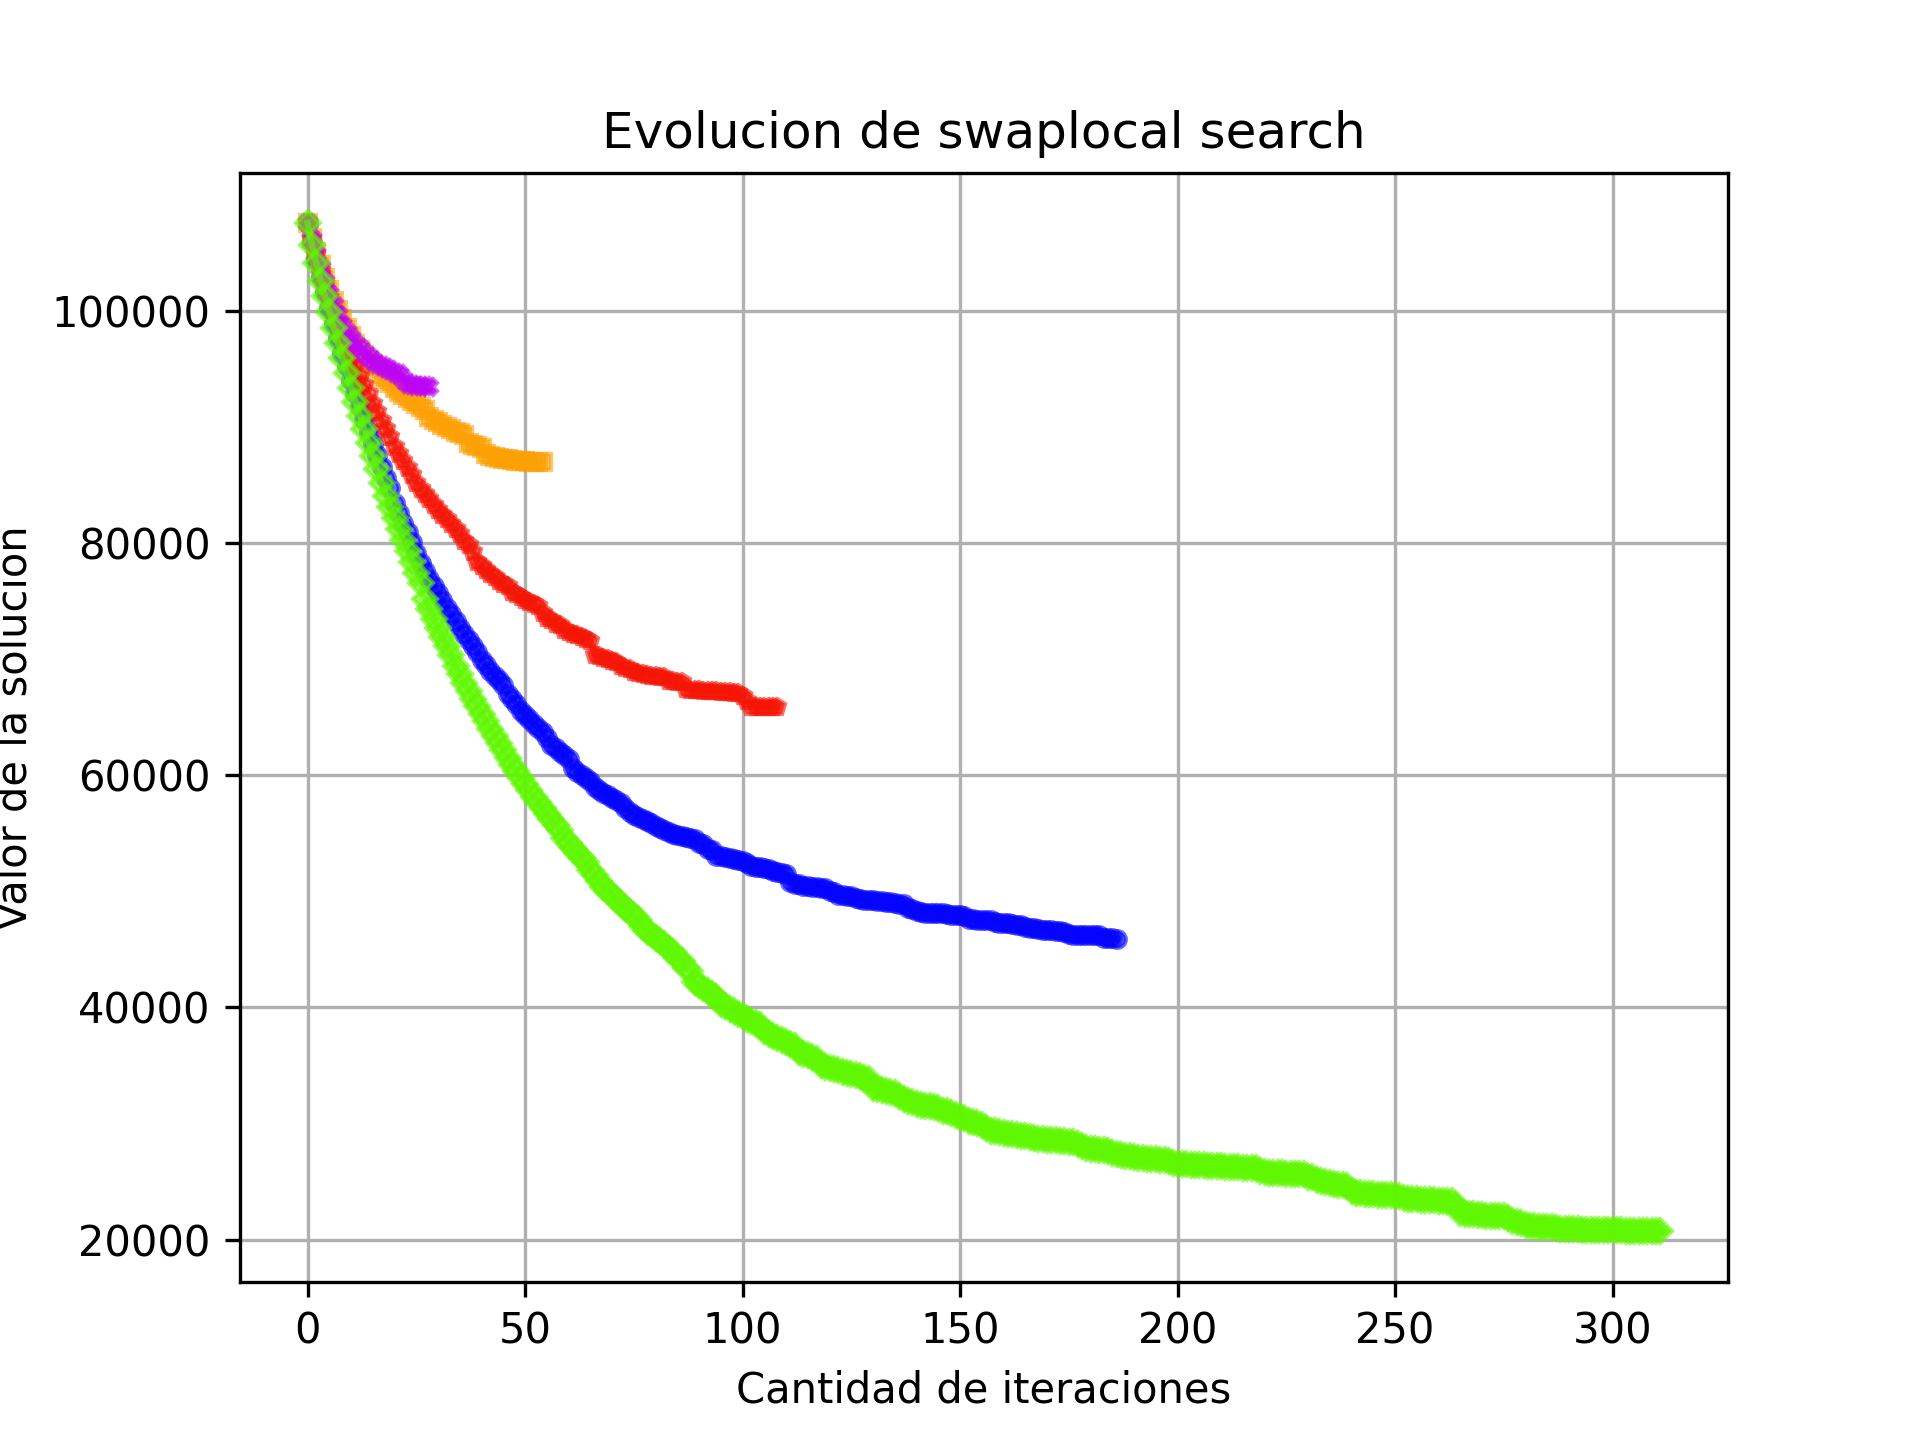 Evolucion de swaplocal search
Valor de la solucion
100000
80000
60000
40000
20000
0 50 100 150 200 250 300
Cantidad de iteraciones